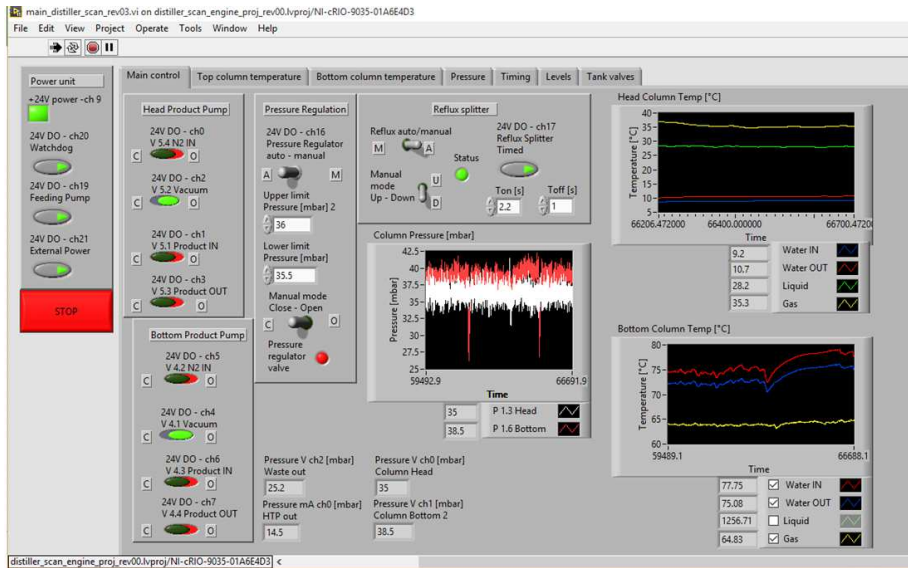 main_distiller_scan_rev03.vi on distiller_scan_engine_proj_rev00.lvproj/NI-cRIO-9035-01A6E4D3
File Edit View Project Operate Tools Window Help
Power unit
+24V power -ch 9
24V DO - ch20
Watchdog
24V DO - ch19
Feeding Pump
24V DO - ch21
External Power
STOP
Main control Top column temperature Bottom column temperature Pressure Timing Levels Tank valves
Head Product Pump
24V DO - ch0
V 5.4 N2 IN
C O
24V DO - ch2
V 5.2 Vacuum
C O
24V DO - ch1
V 5.1 Product IN
C O
24V DO - ch3
V 5.3 Product OUT
C O
Bottom Product Pump
24V DO - ch5
V 4.2 N2 IN
C O
24V DO - ch4
V 4.1 Vacuum
C O
24V DO - ch6
V 4.3 Product IN
C O
24V DO - ch7
V 4.4 Product OUT
C O
Pressure Regulation
24V DO - ch16
Pressure Regulator
auto - manual
A M
Upper limit
Pressure [mbar] 2
36
Lower limit
Pressure [mbar]
35.5
Manual mode
Close - Open
C O
Pressure
regulator
valve
Reflux splitter
Reflux auto/manual
M A
Status
Manual
mode
Up - Down
U
D
24V DO - ch17
Reflux Splitter
Timed
Ton [s]
2.2
Toff [s]
1
Column Pressure [mbar]
Pressure [mbar]
42.5
40
37.5
35
32.5
30
27.5
25
59492.9 66691.9
Time
35 P 1.3 Head
38.5 P 1.6 Bottom
Pressure V ch2 [mbar]
Waste out
25.2
Pressure V ch0 [mbar]
Column Head
35
Pressure mA ch0 [mbar]
HTP out
14.5
Pressure V ch1 [mbar]
Column Bottom 2
38.5
Head Column Temp [°C]
Temperature [°C]
40
35
30
25
20
15
10
5
66206.472000 66400.000000 66700.47200
Time
9.2 Water IN
10.7 Water OUT
28.2 Liquid
35.3 Gas
Bottom Column Temp [°C]
Temperature [°C]
80
75
70
65
60
59489.1 66688.1
Time
77.75 Water IN
75.08 Water OUT
1256.71 Liquid
64.83 Gas
distiller_scan_engine_proj_rev00.lvproj/NI-cRIO-9035-01A6E4D3 <